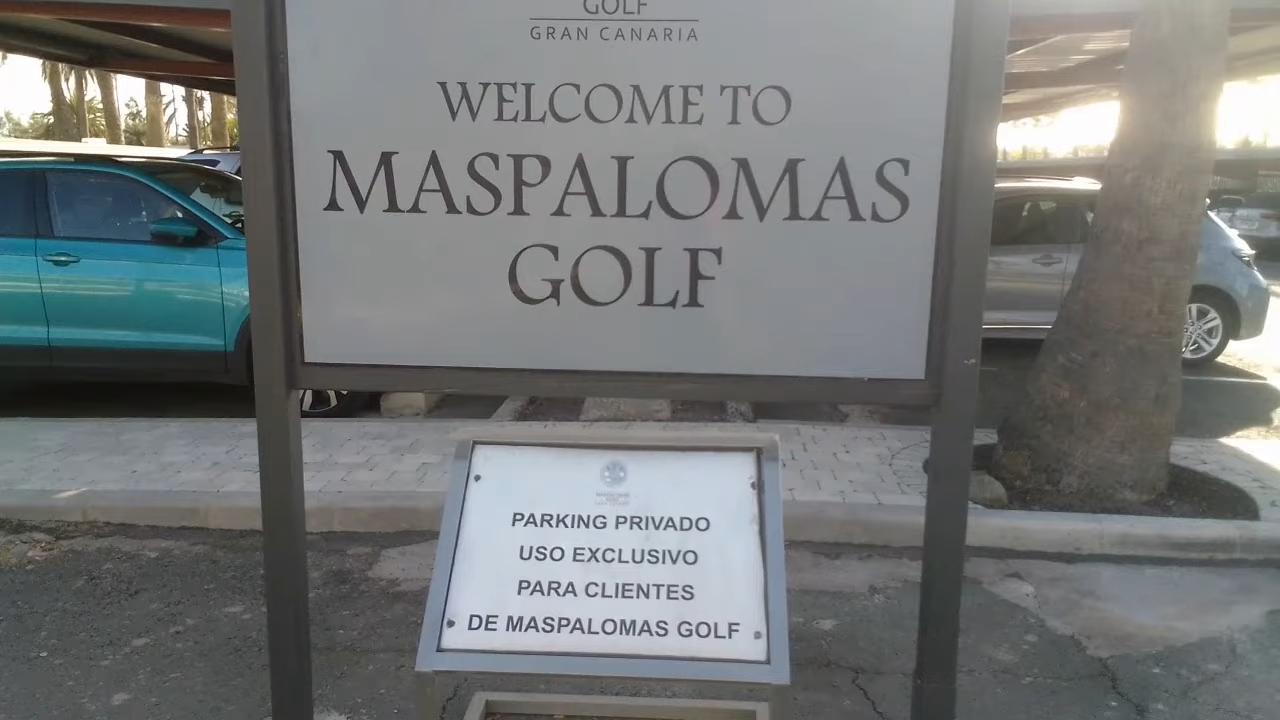 GOLF
GRAN CANARIA
WELCOME TO
MASPALOMAS
GOLF
PARKING PRIVADO
USO EXCLUSIVO
PARA CLIENTES
DE MASPALOMAS GOLF